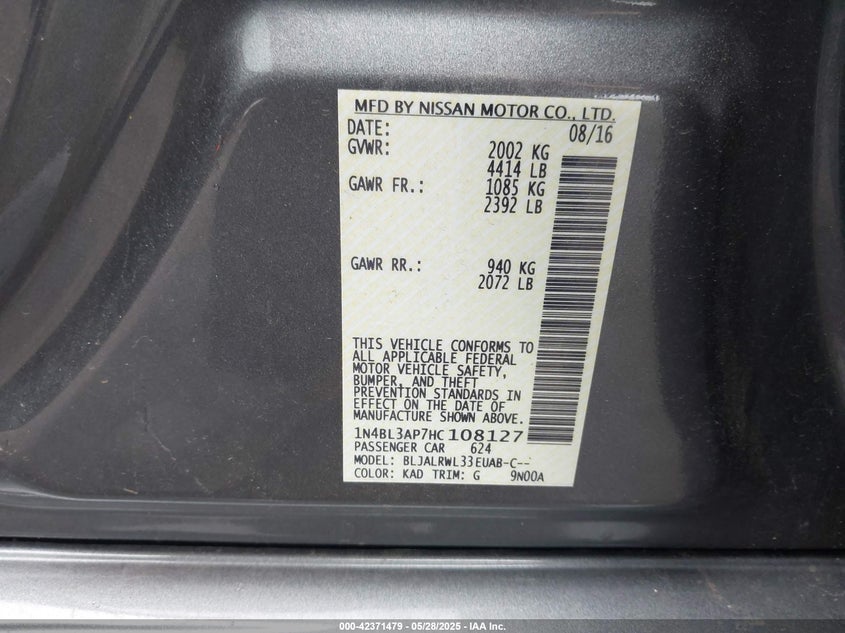 MFD BY NISSAN MOTOR CO., LTD.
DATE: 08/16
GVWR: 2002 KG
4414 LB
GAWR FR.: 1085 KG
2392 LB
GAWR RR.: 940 KG
2072 LB
THIS VEHICLE CONFORMS TO
ALL APPLICABLE FEDERAL
MOTOR VEHICLE SAFETY,
BUMPER, AND THEFT
PREVENTION STANDARDS IN
EFFECT ON THE DATE OF
MANUFACTURE SHOWN ABOVE.
1N4BL3AP7HC108127
PASSENGER CAR 624
MODEL: BLJALRWL33EUAB-C--
COLOR: KAD TRIM: G 9N00A
000-42371479 — 05/28/2025 — IAA Inc.